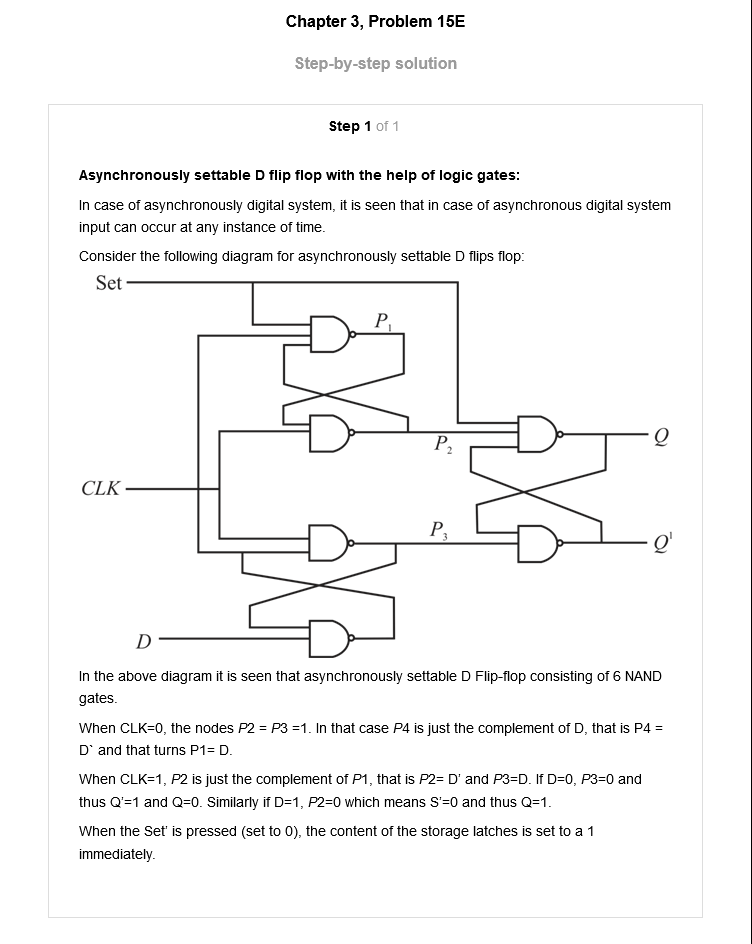 Chapter 3, Problem 15E
Step-by-step solution
Step 1 of 1
Asynchronously settable D flip flop with the help of logic gates:
In case of asynchronously digital system, it is seen that in case of asynchronous digital system
input can occur at any instance of time.
Consider the following diagram for asynchronously settable D flips flop:
Set
P₁
P₂
Q
CLK
P₃
Q'
D
In the above diagram it is seen that asynchronously settable D Flip-flop consisting of 6 NAND
gates.
When CLK=0, the nodes P2 = P3 =1. In that case P4 is just the complement of D, that is P4 =
D` and that turns P1= D.
When CLK=1, P2 is just the complement of P1, that is P2= D' and P3=D. If D=0, P3=0 and
thus Q'=1 and Q=0. Similarly if D=1, P2=0 which means S'=0 and thus Q=1.
When the Set' is pressed (set to 0), the content of the storage latches is set to a 1
immediately.